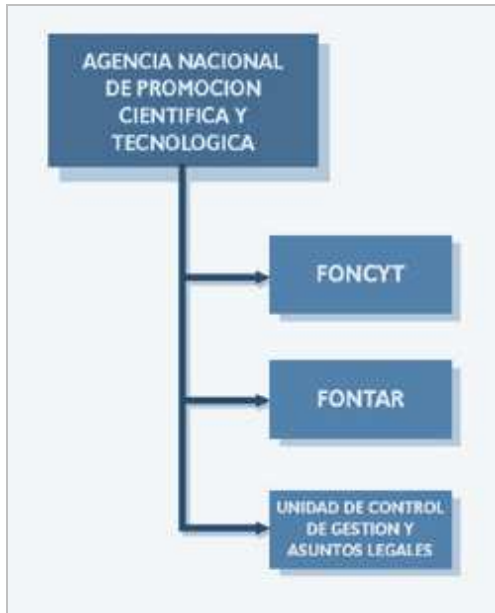 AGENCIA NACIONAL
DE PROMOCION
CIENTIFICA Y
TECNOLOGICA
FONCYT
FONTAR
UNIDAD DE CONTROL
DE GESTION Y
ASUNTOS LEGALES